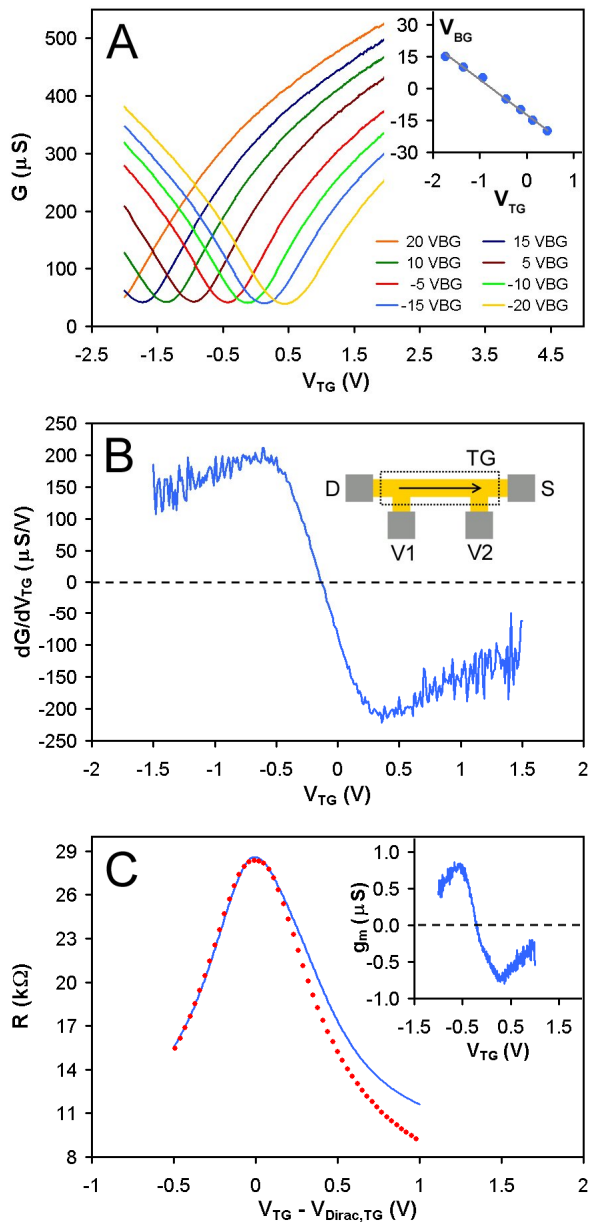 A
G (μ S)
500
400
300
200
100
0
-2.5 -1.5 -0.5 0.5 1.5 2.5 3.5 4.5
V_TG (V)
V_BG
30
15
0
-15
-30
-2 -1 0 1
V_TG
20 VBG 15 VBG
10 VBG 5 VBG
-5 VBG -10 VBG
-15 VBG -20 VBG
B
dG/dV_TG (μ S/V)
250
200
150
100
50
0
-50
-100
-150
-200
-250
-2 -1.5 -1 -0.5 0 0.5 1 1.5 2
V_TG (V)
TG
D S
V1 V2
C
R (kΩ)
29
26
23
20
17
14
11
8
-1 -0.5 0 0.5 1 1.5 2
V_TG - V_Dirac,TG (V)
g_m (μ S)
1.0
0.5
0.0
-0.5
-1.0
-1.5 -0.5 0.5 1.5
V_TG (V)